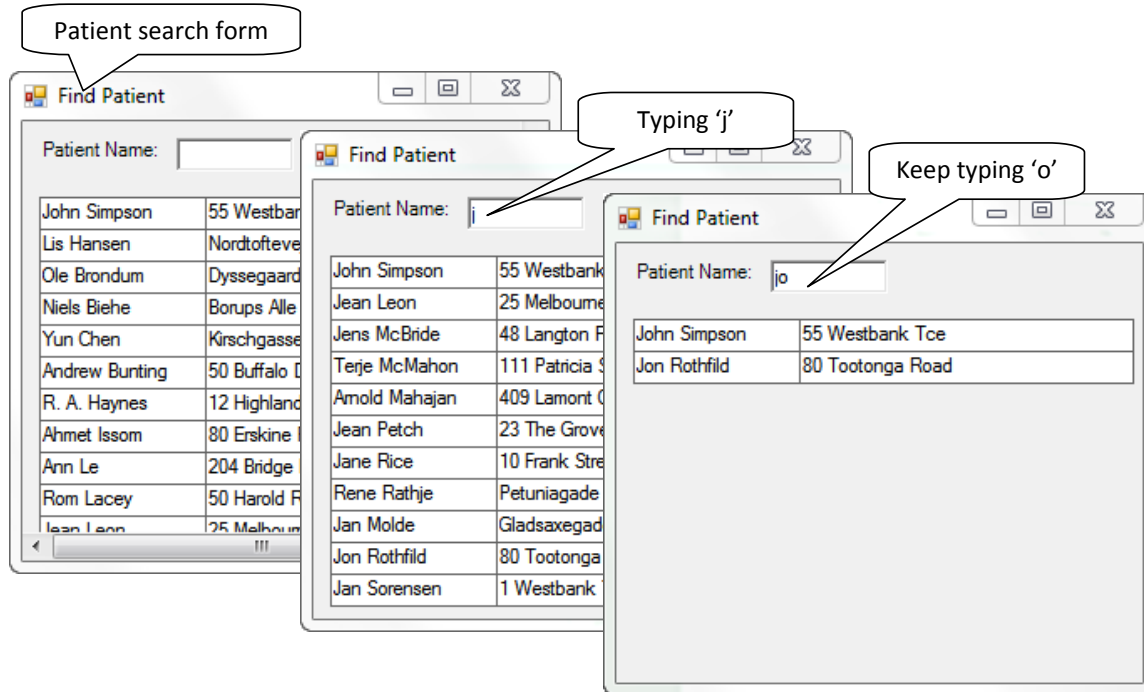 Patient search form
Find Patient
Patient Name:
John Simpson 55 Westbar
Lis Hansen Nordtofteve
Ole Brondum Dyssegaard
Niels Biehe Borups Alle
Yun Chen Kirschgasse
Andrew Bunting 50 Buffalo D
R. A. Haynes 12 Highland
Ahmet Issom 80 Erskine
Ann Le 204 Bridge
Rom Lacey 50 Harold R
Jean Leon 25 Melbourn
Typing ‘j’
Find Patient
Patient Name: j
John Simpson 55 Westbank
Jean Leon 25 Melbourne
Jens McBride 48 Langton P
Terje McMahon 111 Patricia S
Arnold Mahajan 409 Lamont C
Jean Petch 23 The Grove
Jane Rice 10 Frank Stre
Rene Rathje Petuniagade
Jan Molde Gladsaxegad
Jon Rothfild 80 Tootonga
Jan Sorensen 1 Westbank
Keep typing ‘o’
Find Patient
Patient Name: jo
John Simpson 55 Westbank Tce
Jon Rothfild 80 Tootonga Road